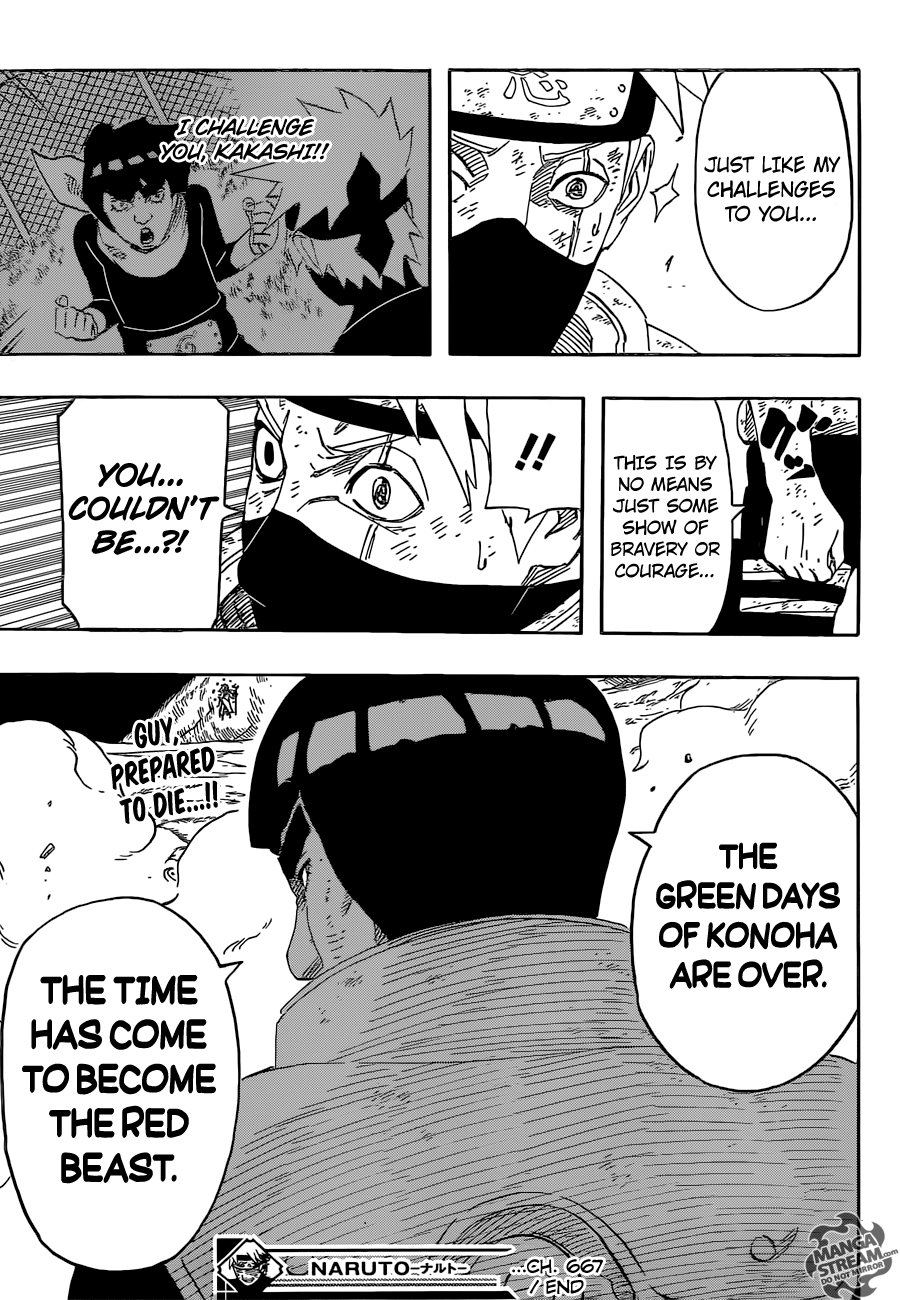 JUST LIKE MY
CHALLENGES
TO YOU...
I CHALLENGE
YOU, KAKASHI!!
THIS IS BY
NO MEANS
JUST SOME
SHOW OF
BRAVERY OR
COURAGE...
!!
YOU...
COULDN'T
BE...?!
THE
GREEN DAYS
OF KONOHA
ARE OVER.
GUY,
PREPARED
TO DIE...!!
THE TIME
HAS COME
TO BECOME
THE RED
BEAST.
NARUTO–ナルト– ...CH. 667
/ END
MANGA
STREAM.com
DO NOT MIRROR